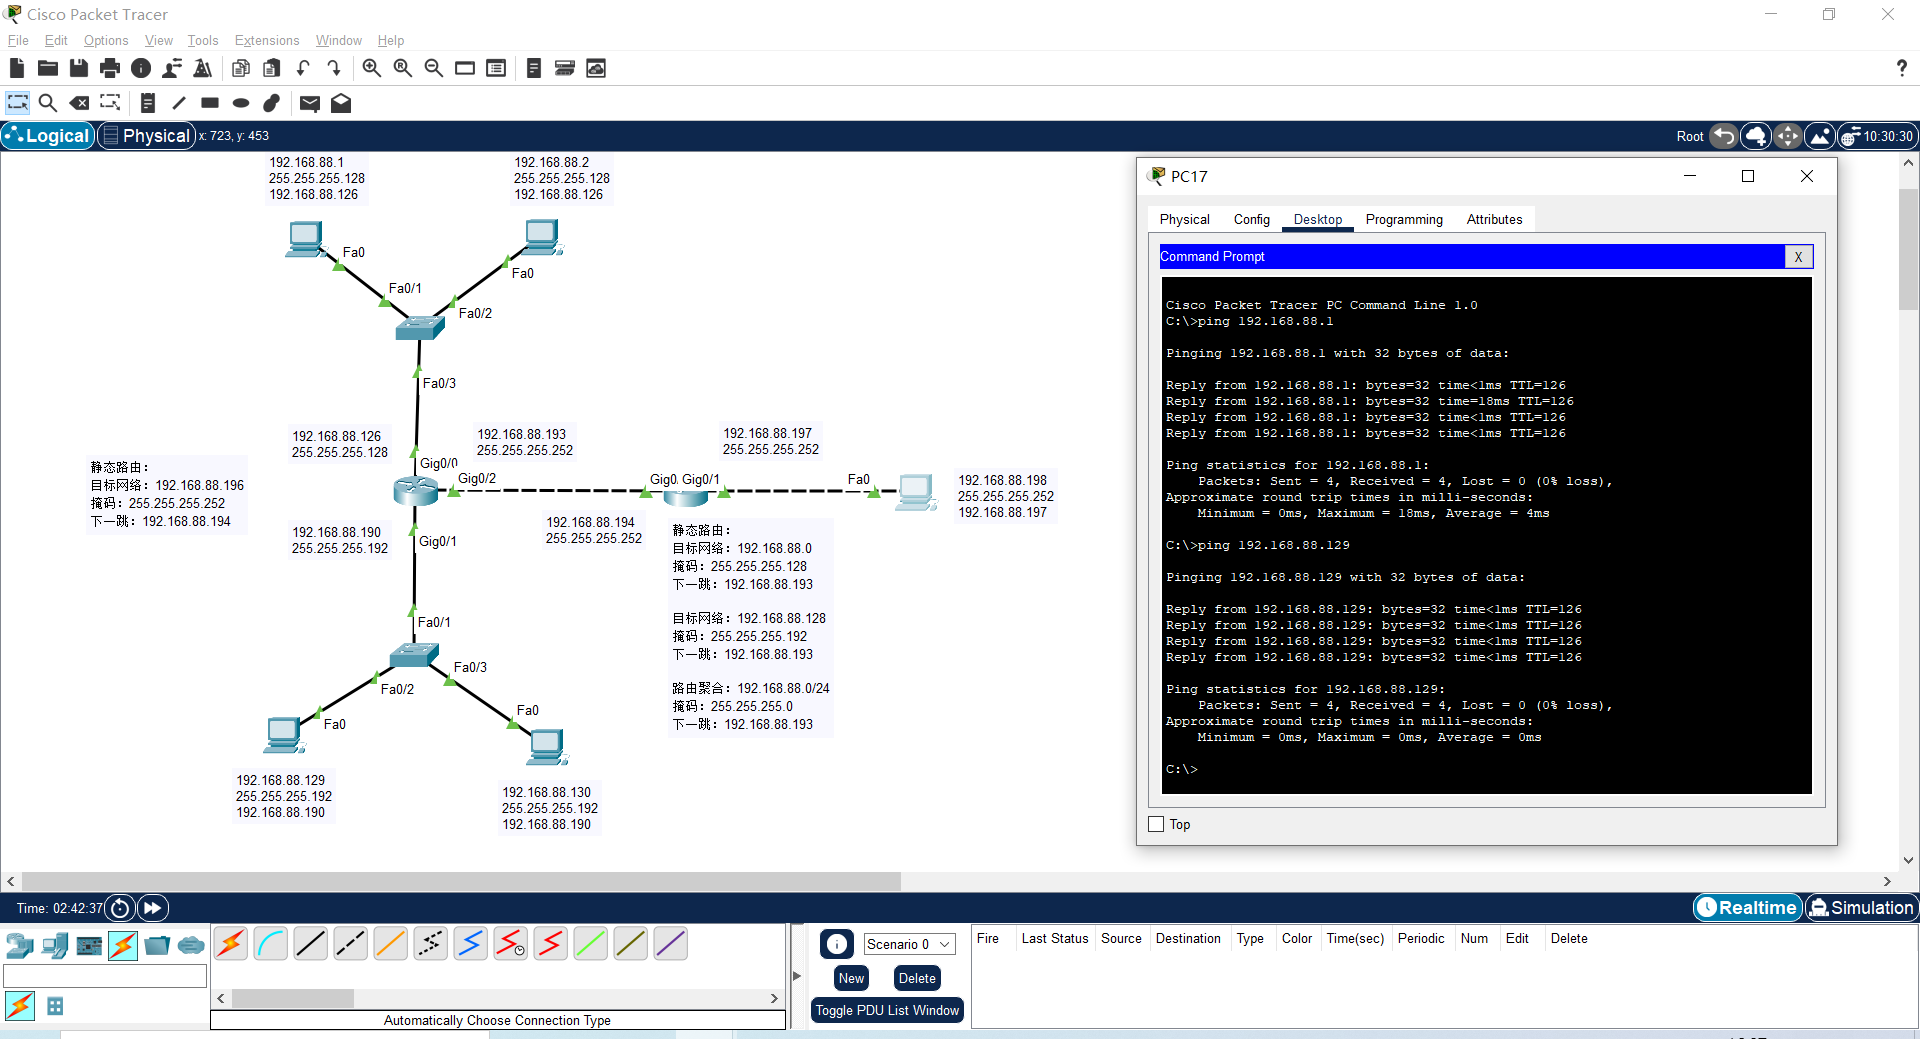 Cisco Packet Tracer
File Edit Options View Tools Extensions Window Help
?
Logical Physical x: 723, y: 453
Root 10:30:30
192.168.88.1
255.255.255.128
192.168.88.126
192.168.88.2
255.255.255.128
192.168.88.126
Fa0
Fa0
Fa0/1
Fa0/2
Fa0/3
192.168.88.126
255.255.255.128
192.168.88.193
255.255.255.252
192.168.88.197
255.255.255.252
Gig0/0
Gig0/2
Gig0. Gig0/1
Fa0
192.168.88.198
255.255.255.252
192.168.88.197
静态路由：
目标网络：192.168.88.196
掩码：255.255.255.252
下一跳：192.168.88.194
192.168.88.190
255.255.255.192
Gig0/1
192.168.88.194
255.255.255.252
静态路由：
目标网络：192.168.88.0
掩码：255.255.255.128
下一跳：192.168.88.193
目标网络：192.168.88.128
掩码：255.255.255.192
下一跳：192.168.88.193
路由聚合：192.168.88.0/24
掩码：255.255.255.0
下一跳：192.168.88.193
Fa0/1
Fa0/3
Fa0/2
Fa0
Fa0
192.168.88.129
255.255.255.192
192.168.88.190
192.168.88.130
255.255.255.192
192.168.88.190
PC17
Physical Config Desktop Programming Attributes
Command Prompt X
Cisco Packet Tracer PC Command Line 1.0
C:\>ping 192.168.88.1
Pinging 192.168.88.1 with 32 bytes of data:
Reply from 192.168.88.1: bytes=32 time<1ms TTL=126
Reply from 192.168.88.1: bytes=32 time=18ms TTL=126
Reply from 192.168.88.1: bytes=32 time<1ms TTL=126
Reply from 192.168.88.1: bytes=32 time<1ms TTL=126
Ping statistics for 192.168.88.1:
Packets: Sent = 4, Received = 4, Lost = 0 (0% loss),
Approximate round trip times in milli-seconds:
Minimum = 0ms, Maximum = 18ms, Average = 4ms
C:\>ping 192.168.88.129
Pinging 192.168.88.129 with 32 bytes of data:
Reply from 192.168.88.129: bytes=32 time<1ms TTL=126
Reply from 192.168.88.129: bytes=32 time<1ms TTL=126
Reply from 192.168.88.129: bytes=32 time<1ms TTL=126
Reply from 192.168.88.129: bytes=32 time<1ms TTL=126
Ping statistics for 192.168.88.129:
Packets: Sent = 4, Received = 4, Lost = 0 (0% loss),
Approximate round trip times in milli-seconds:
Minimum = 0ms, Maximum = 0ms, Average = 0ms
C:\>
Top
Time: 02:42:37
Realtime Simulation
Automatically Choose Connection Type
Scenario 0
New Delete
Toggle PDU List Window
Fire Last Status Source Destination Type Color Time(sec) Periodic Num Edit Delete